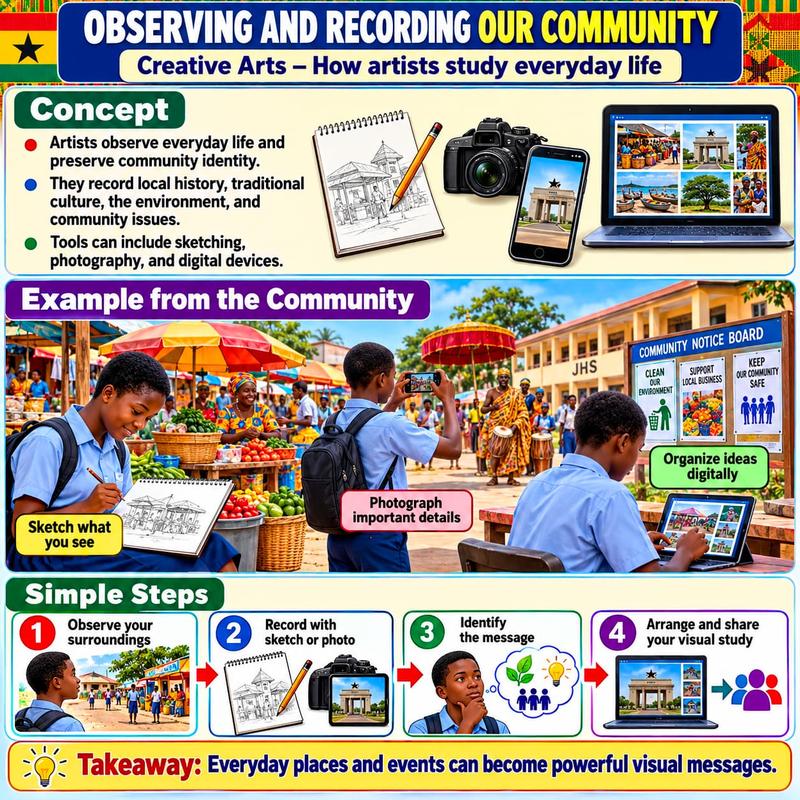 OBSERVING AND RECORDING OUR COMMUNITY
Creative Arts – How artists study everyday life
Concept
Artists observe everyday life and
preserve community identity.
They record local history, traditional
culture, the environment, and
community issues.
Tools can include sketching,
photography, and digital devices.
Example from the Community
JHS
COMMUNITY NOTICE BOARD
CLEAN
OUR
ENVIRONMENT
SUPPORT
LOCAL BUSINESS
KEEP
OUR COMMUNITY
SAFE
Sketch what
you see
Photograph
important details
Organize ideas
digitally
Simple Steps
1
Observe your
surroundings
2
Record with
sketch or photo
3
Identify
the message
4
Arrange and share
your visual study
Takeaway: Everyday places and events can become powerful visual messages.